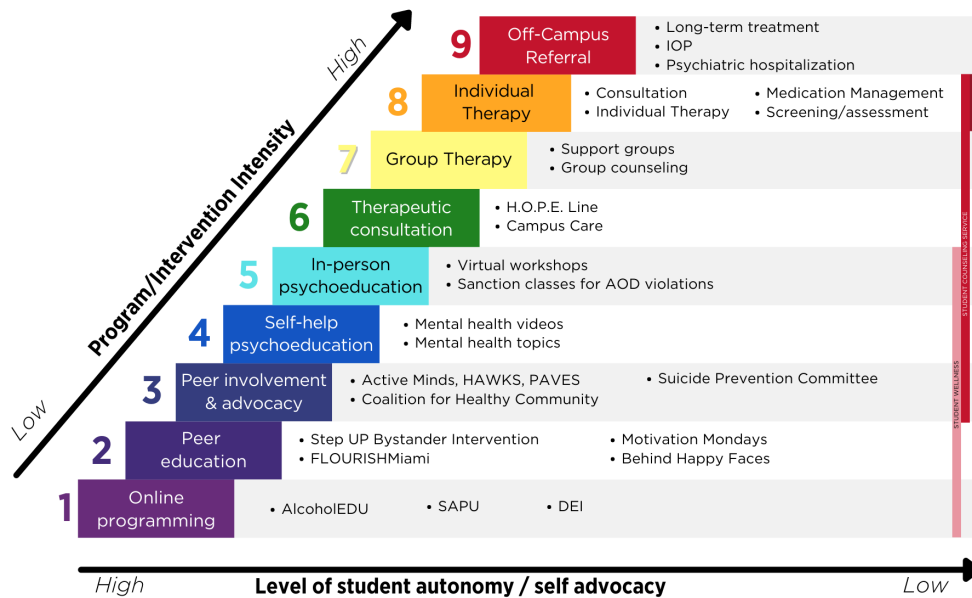 High
Program/Intervention Intensity
Low
9
Off-Campus
Referral
• Long-term treatment
• IOP
• Psychiatric hospitalization
8
Individual
Therapy
• Consultation
• Individual Therapy
• Medication Management
• Screening/assessment
7
Group Therapy
• Support groups
• Group counseling
6
Therapeutic
consultation
• H.O.P.E. Line
• Campus Care
5
In-person
psychoeducation
• Virtual workshops
• Sanction classes for AOD violations
4
Self-help
psychoeducation
• Mental health videos
• Mental health topics
3
Peer involvement
& advocacy
• Active Minds, HAWKS, PAVES
• Coalition for Healthy Community
• Suicide Prevention Committee
2
Peer
education
• Step UP Bystander Intervention
• FLOURISHMiami
• Motivation Mondays
• Behind Happy Faces
1
Online
programming
• AlcoholEDU
• SAPU
• DEI
STUDENT COUNSELING SERVICE
STUDENT WELLNESS
High
Level of student autonomy / self advocacy
Low